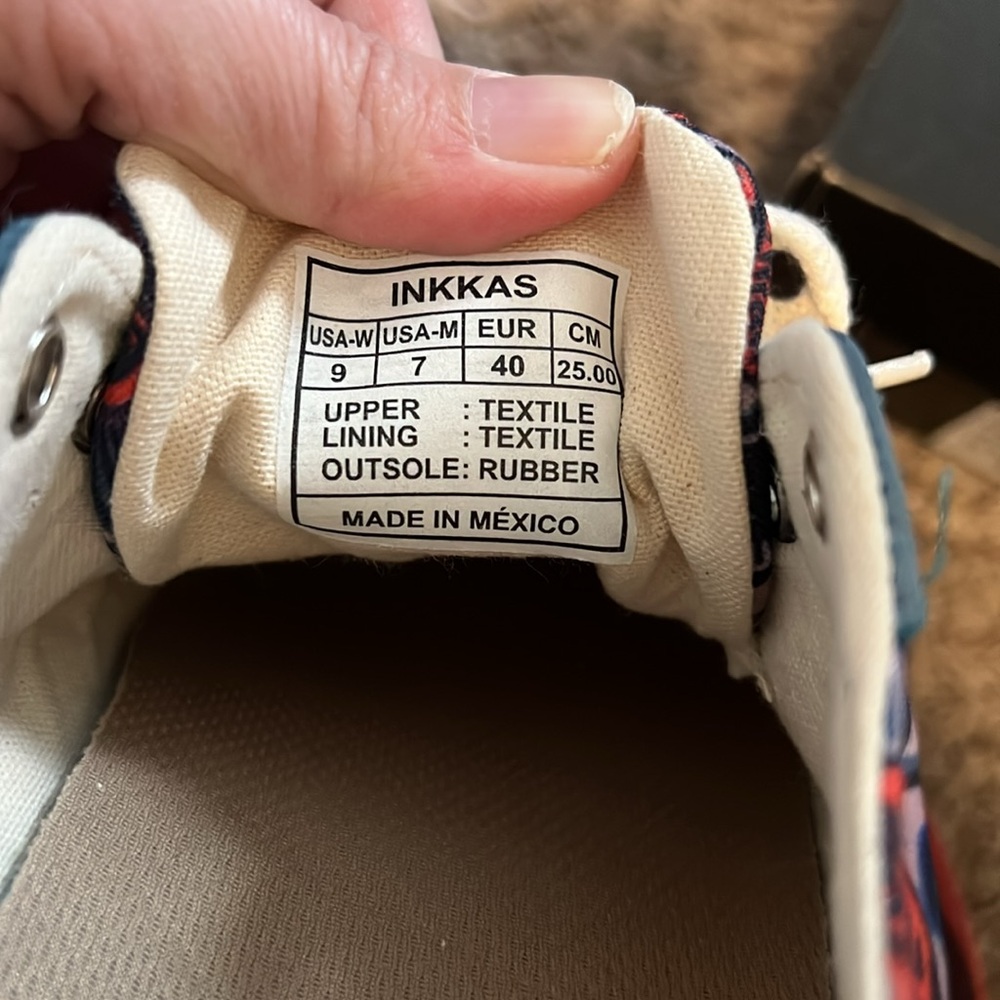 INKKAS
USA-W USA-M EUR CM
9 7 40 25.00
UPPER : TEXTILE
LINING : TEXTILE
OUTSOLE: RUBBER
MADE IN MÉXICO